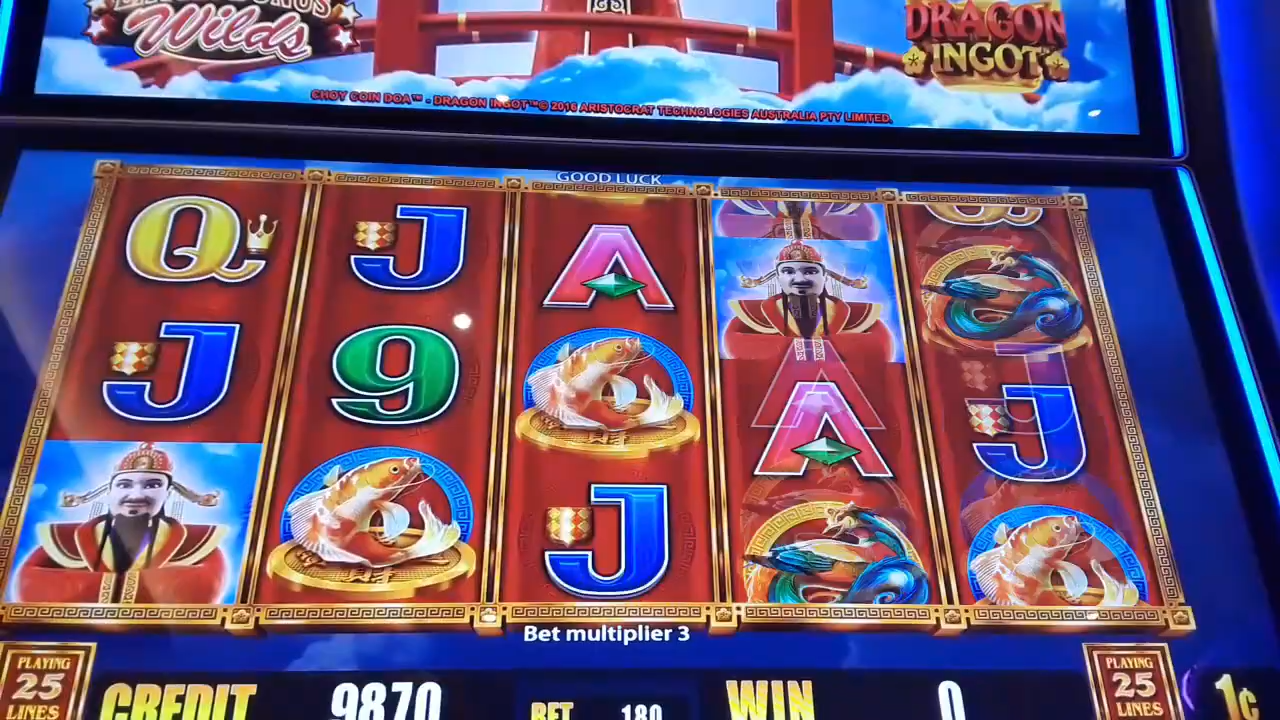 Wilds
DRAGON
INGOT
CHOY COIN DOA™ - DRAGON INGOT™© 2016 ARISTOCRAT TECHNOLOGIES AUSTRALIA PTY LIMITED.
GOOD LUCK
Q J A
J 9 A J
J
Bet multiplier 3
PLAYING
25
LINES
CREDIT 9870 BET 180 WIN 0
PLAYING
25
LINES
1¢